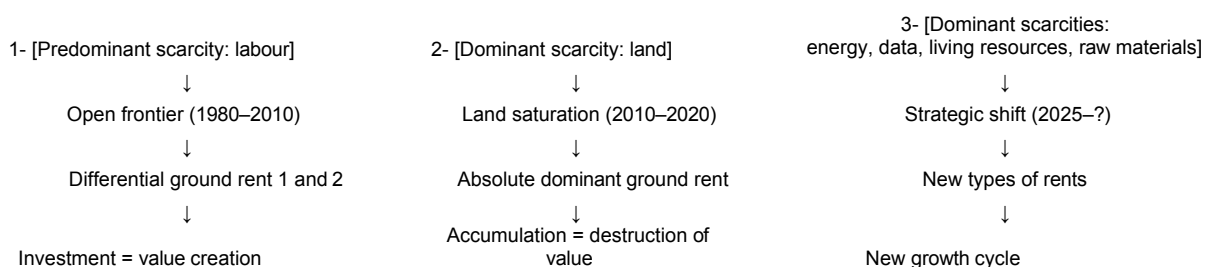 1- [Predominant scarcity: labour]
↓
Open frontier (1980–2010)
↓
Differential ground rent 1 and 2
↓
Investment = value creation
2- [Dominant scarcity: land]
↓
Land saturation (2010–2020)
↓
Absolute dominant ground rent
↓
Accumulation = destruction of
value
3- [Dominant scarcities:
energy, data, living resources, raw materials]
↓
Strategic shift (2025–?)
↓
New types of rents
↓
New growth cycle